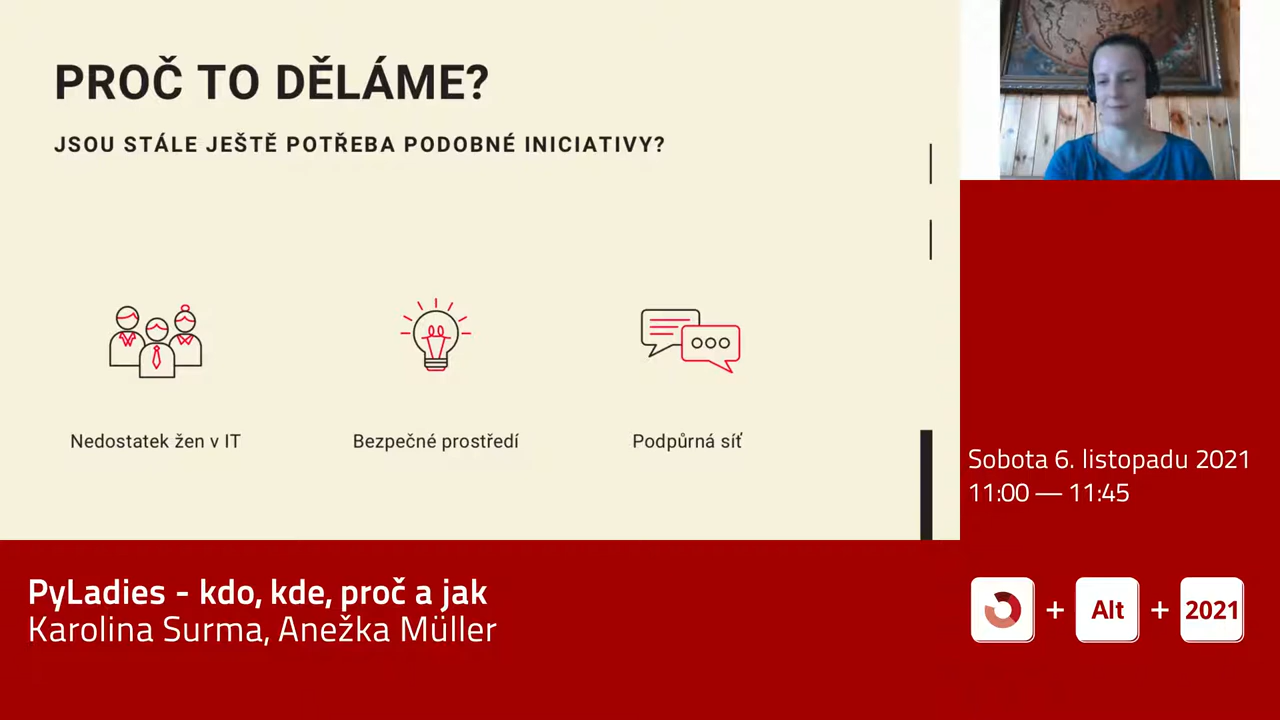 PROČ TO DĚLÁME?
JSOU STÁLE JEŠTĚ POTŘEBA PODOBNÉ INICIATIVY?
Nedostatek žen v IT
Bezpečné prostředí
Podpůrná síť
Sobota 6. listopadu 2021
11:00 — 11:45
PyLadies - kdo, kde, proč a jak
Karolina Surma, Anežka Müller
+ Alt + 2021